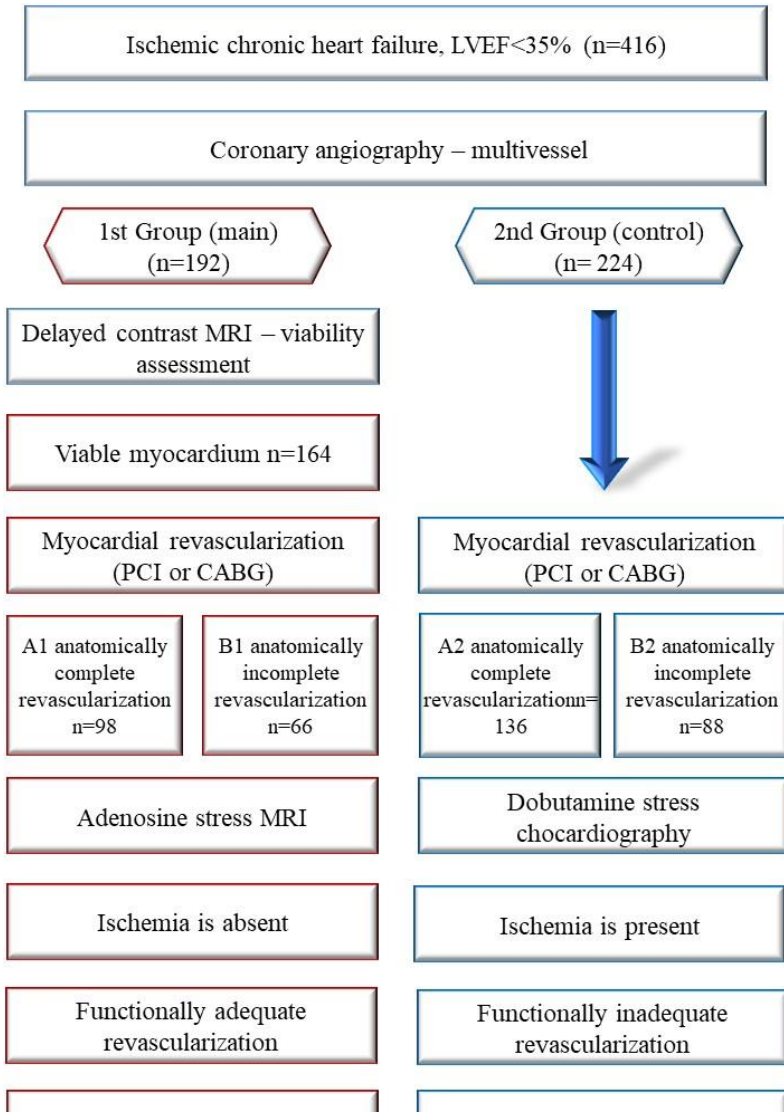 Ischemic chronic heart failure, LVEF<35% (n=416)
Coronary angiography – multivessel
1st Group (main)
(n=192)
2nd Group (control)
(n= 224)
Delayed contrast MRI – viability
assessment
Viable myocardium n=164
Myocardial revascularization
(PCI or CABG)
Myocardial revascularization
(PCI or CABG)
A1 anatomically
complete
revascularization
n=98
B1 anatomically
incomplete
revascularization
n=66
A2 anatomically
complete
revascularizationn=
136
B2 anatomically
incomplete
revascularization
n=88
Adenosine stress MRI
Dobutamine stress
chocardiography
Ischemia is absent
Ischemia is present
Functionally adequate
revascularization
Functionally inadequate
revascularization